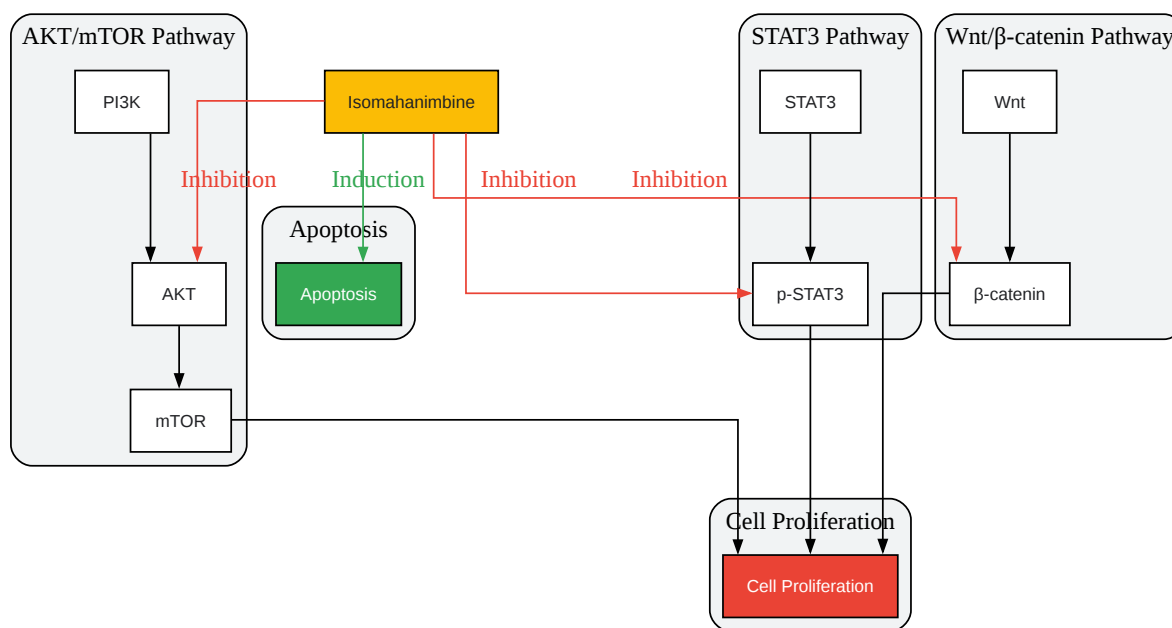 AKT/mTOR Pathway
STAT3 Pathway
Wnt/β-catenin Pathway
PI3K
Isomahanimbine
STAT3
Wnt
Inhibition
Induction
Inhibition
Inhibition
Apoptosis
AKT
Apoptosis
p-STAT3
β-catenin
mTOR
Cell Proliferation
Cell Proliferation